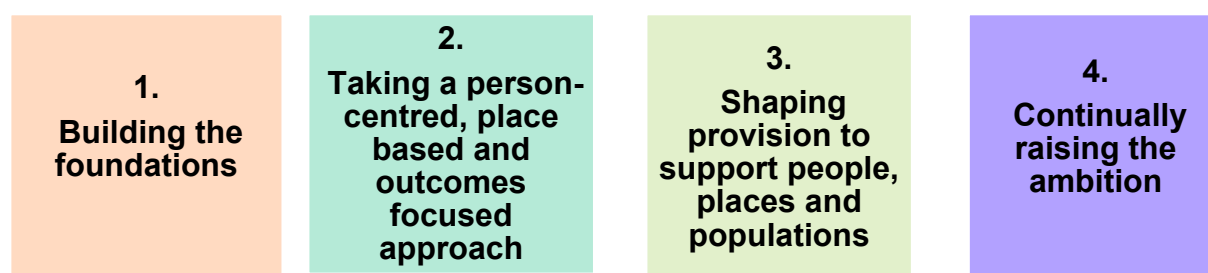 1.
Building the
foundations
2.
Taking a person-
centred, place
based and
outcomes
focused
approach
3.
Shaping
provision to
support people,
places and
populations
4.
Continually
raising the
ambition